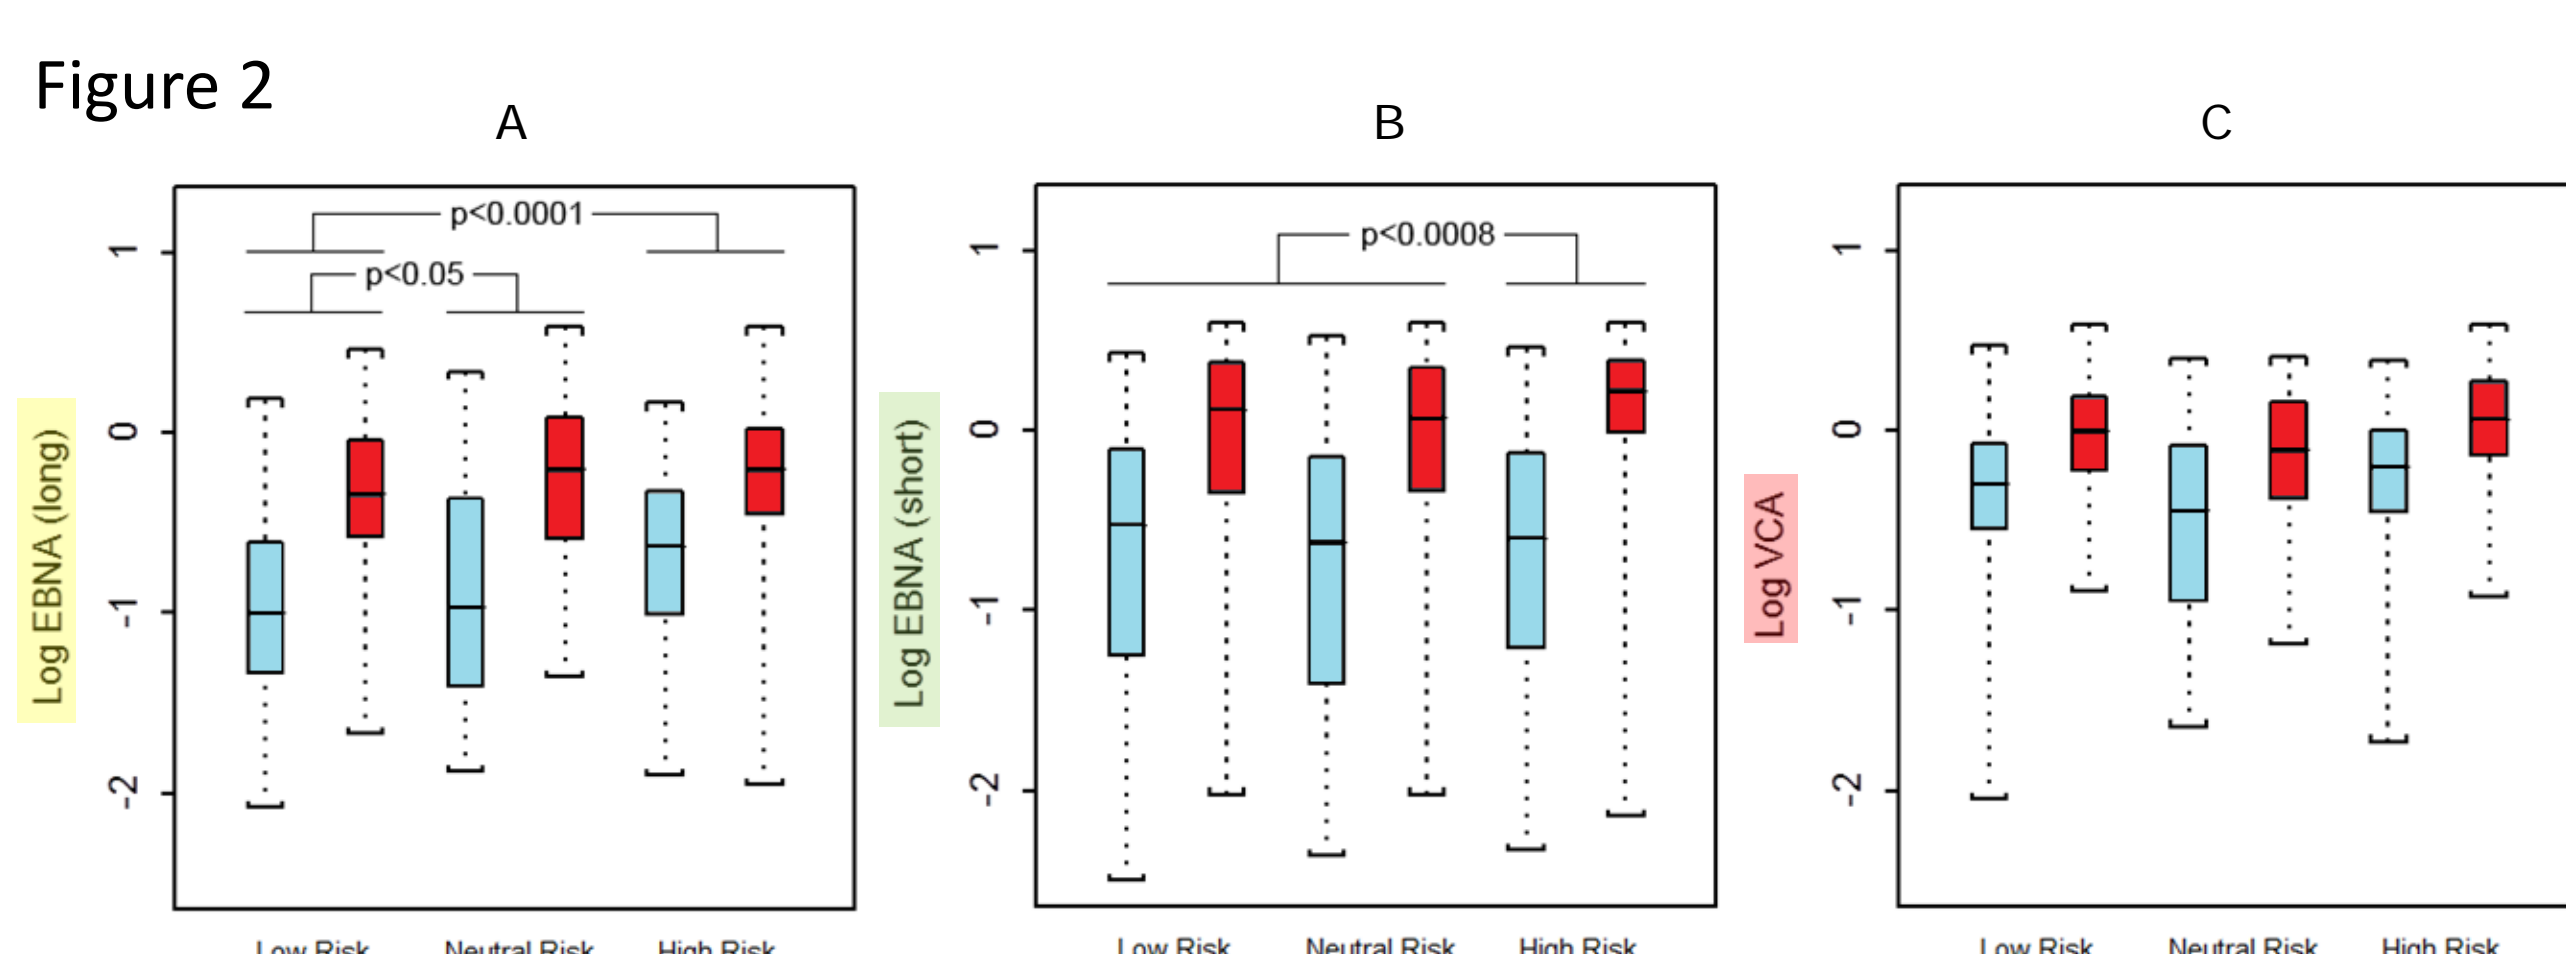 Figure 2
A
p<0.0001
p<0.05
1
0
-1
-2
Log EBNA (long)
Low Risk
Neutral Risk
High Risk
B
p<0.0008
1
0
-1
-2
Log EBNA (short)
Low Risk
Neutral Risk
High Risk
C
1
0
-1
-2
Log VCA
Low Risk
Neutral Risk
High Risk